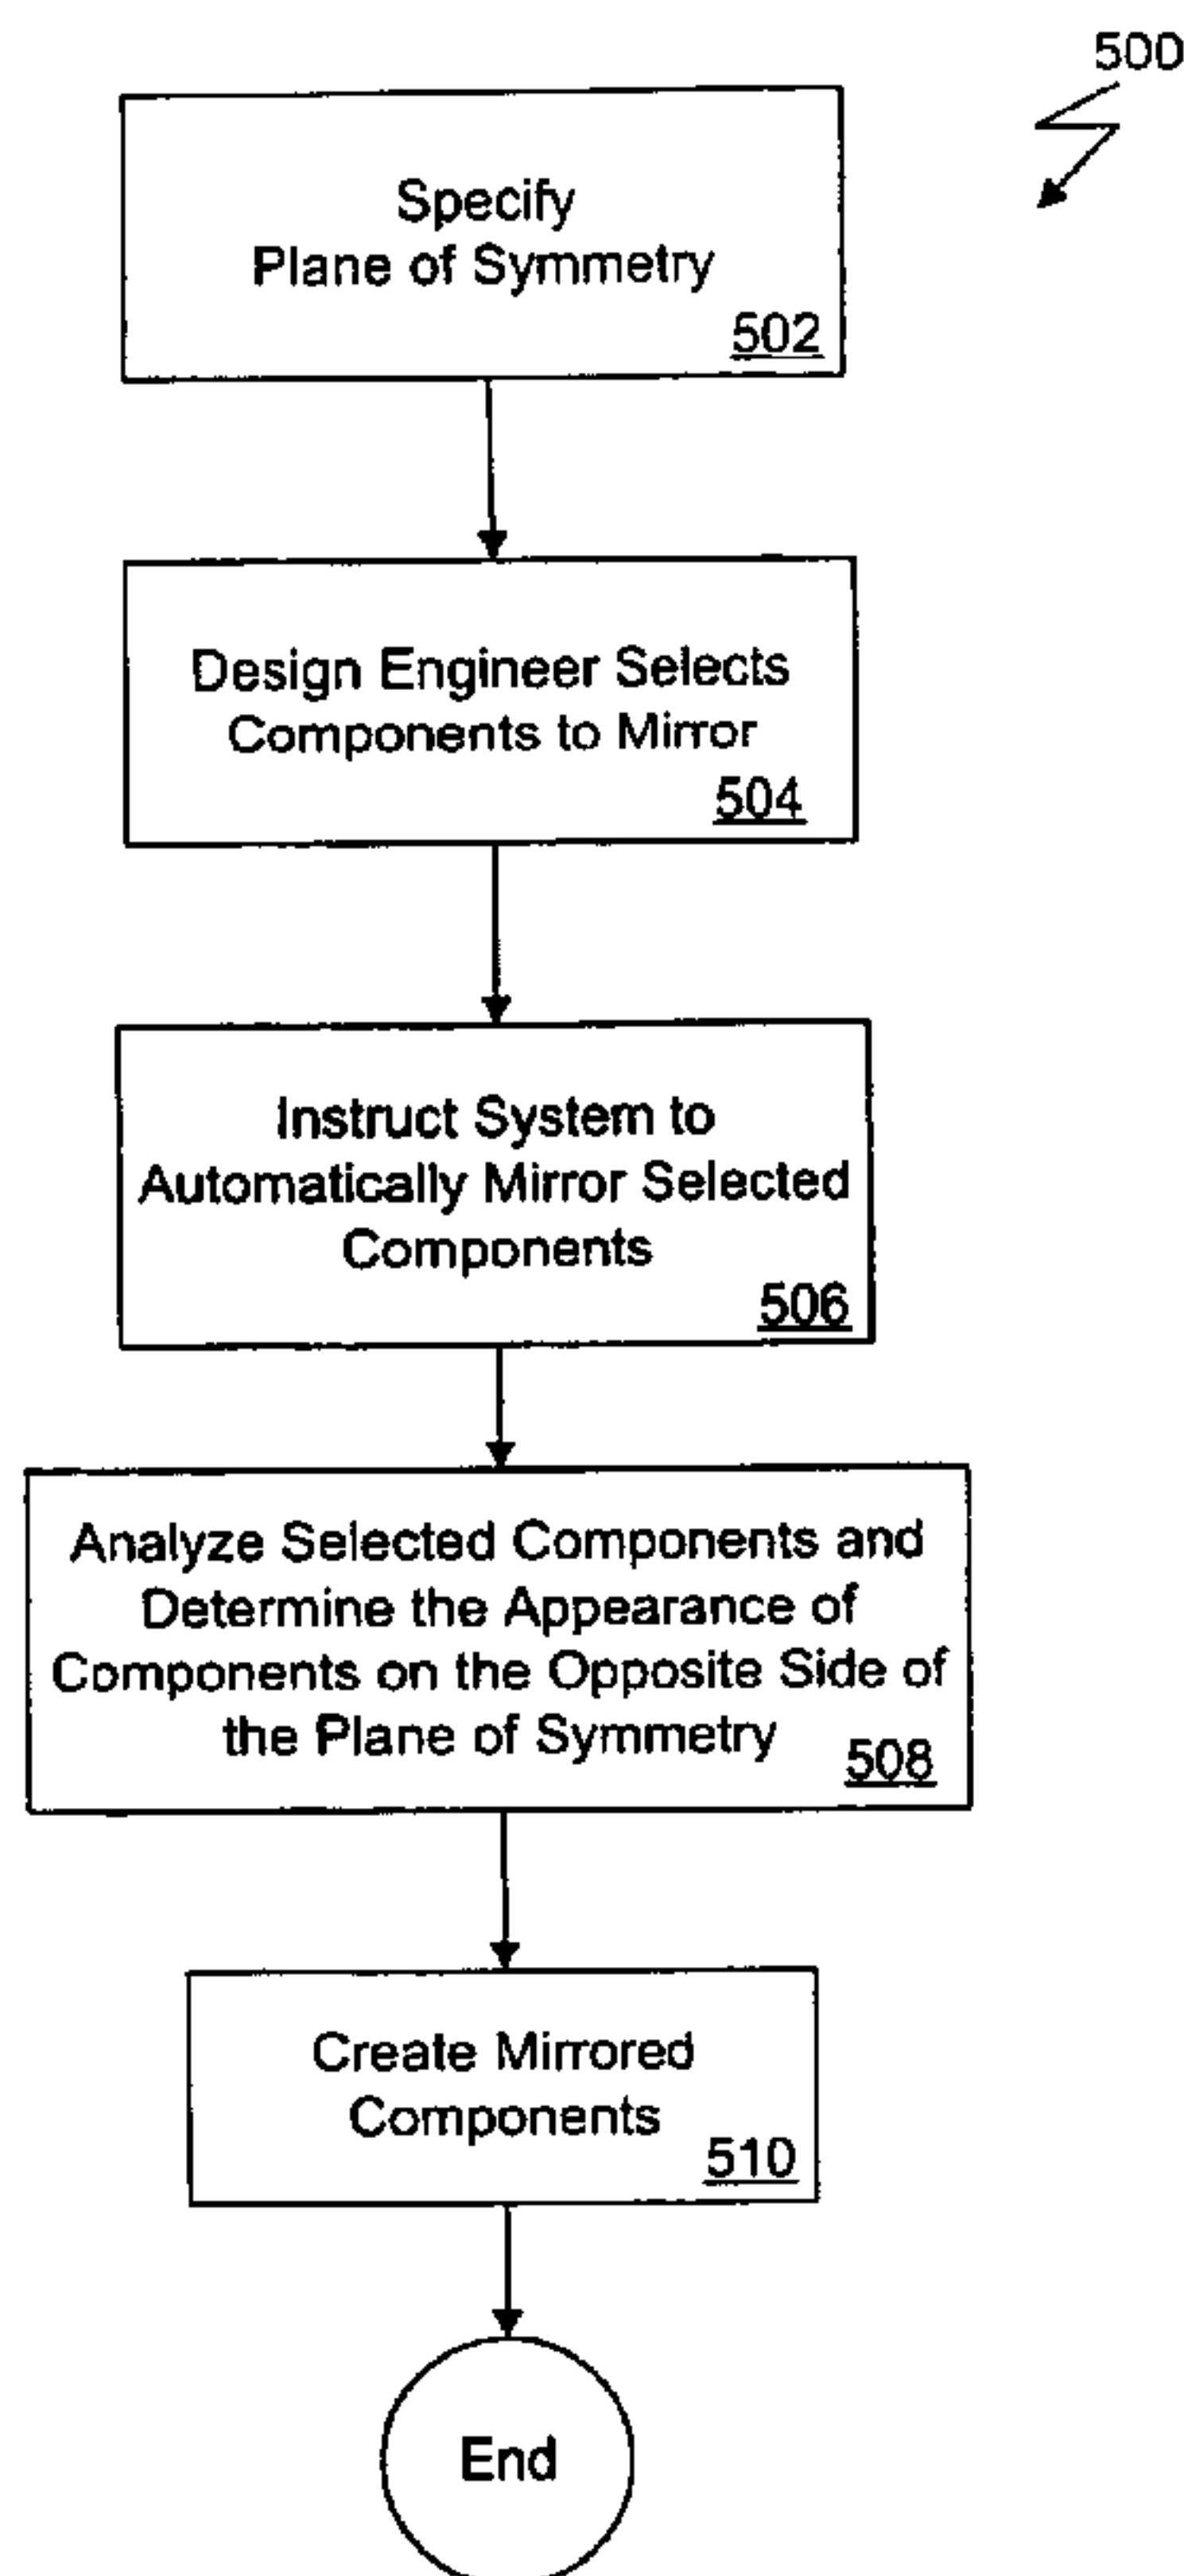 500
Specify
Plane of Symmetry
502
Design Engineer Selects
Components to Mirror
504
Instruct System to
Automatically Mirror Selected
Components
506
Analyze Selected Components and
Determine the Appearance of
Components on the Opposite Side of
the Plane of Symmetry
508
Create Mirrored
Components
510
End